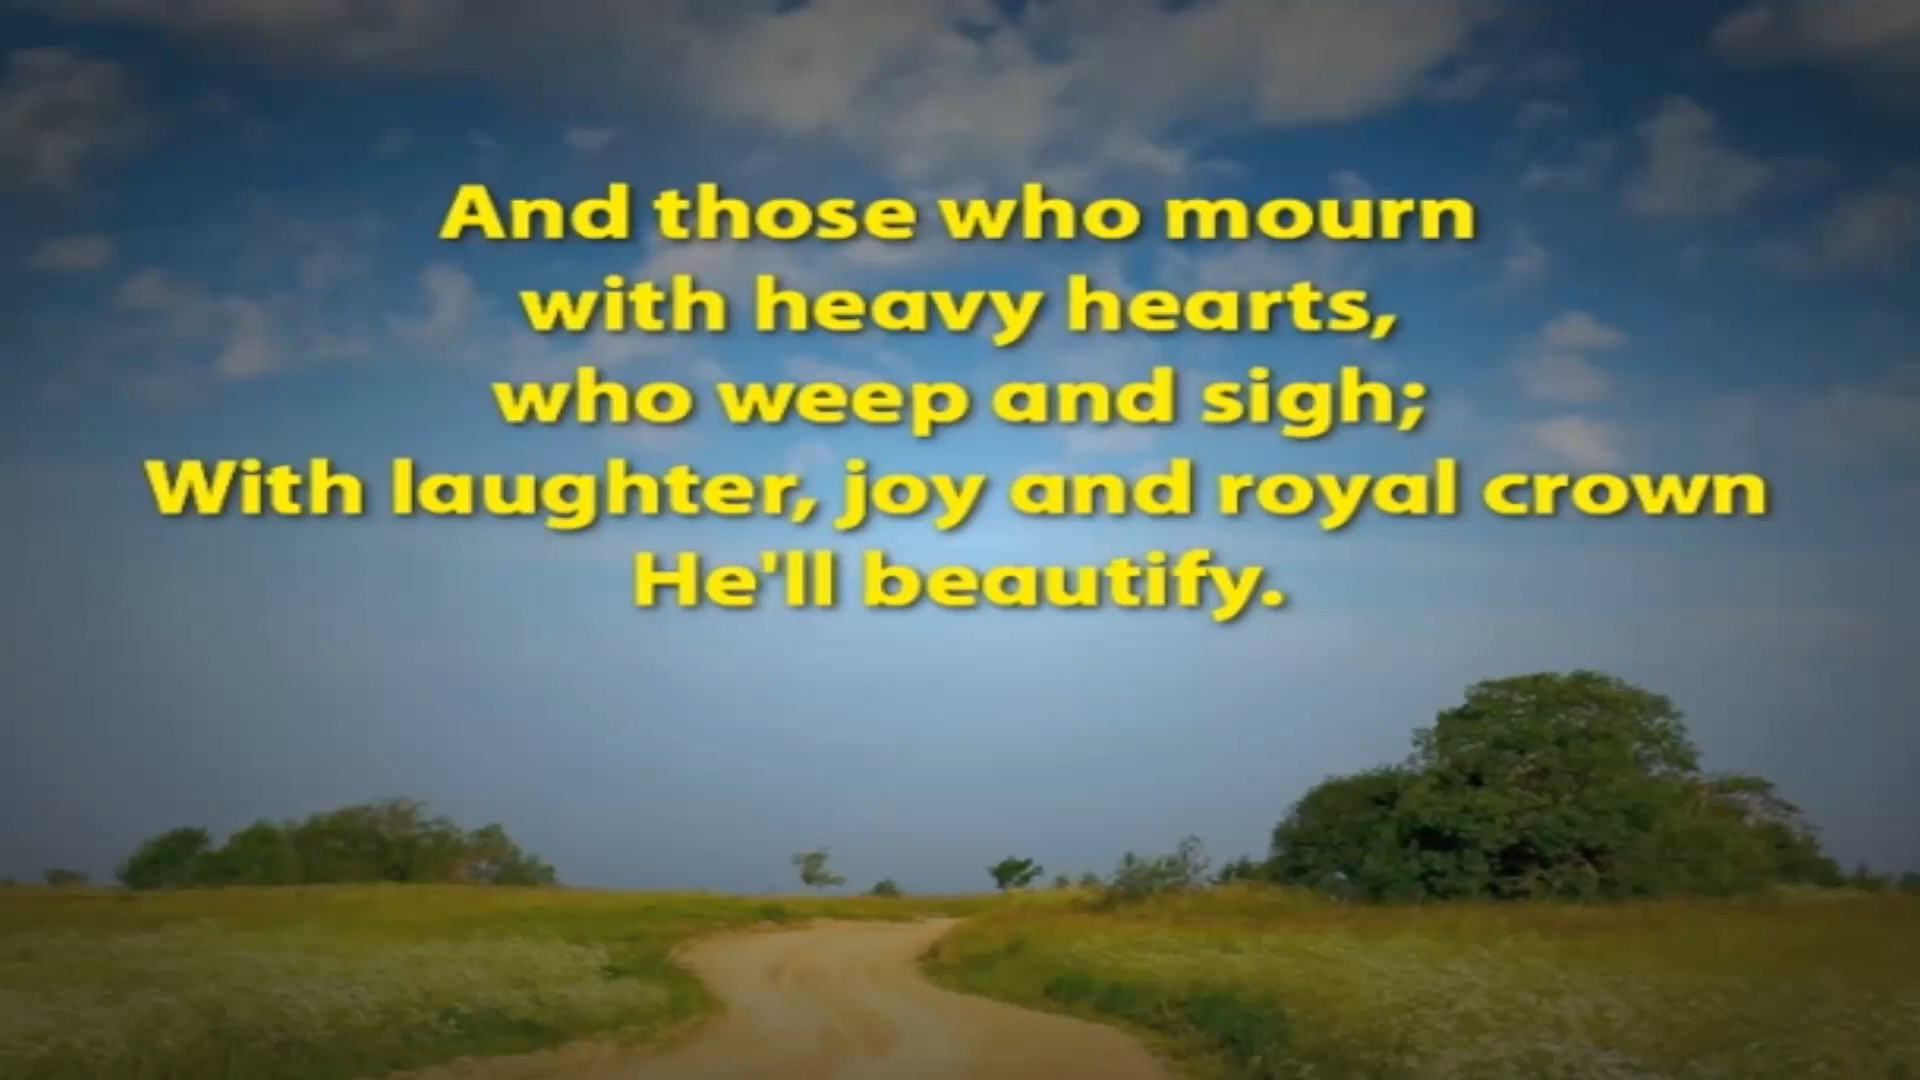 And those who mourn
with heavy hearts,
who weep and sigh;
With laughter, joy and royal crown
He'll beautify.